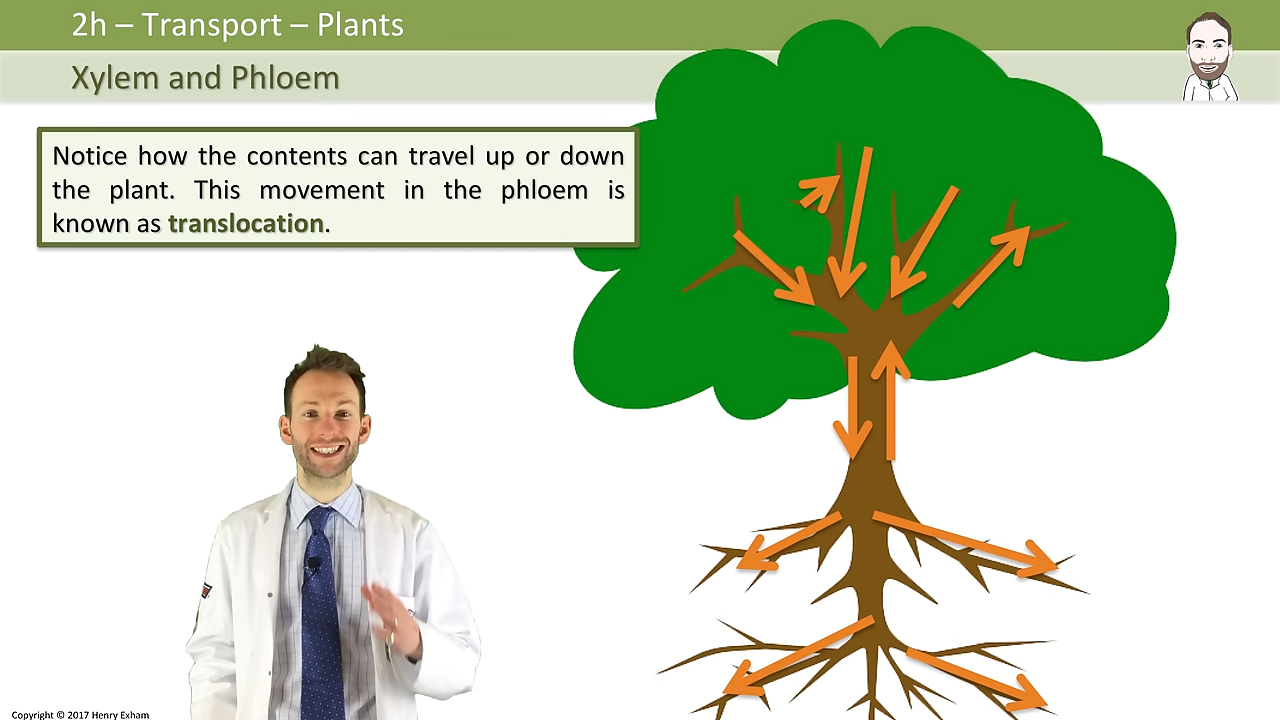 2h – Transport – Plants
Xylem and Phloem
Notice how the contents can travel up or down
the plant. This movement in the phloem is
known as translocation.
Copyright © 2017 Henry Exham